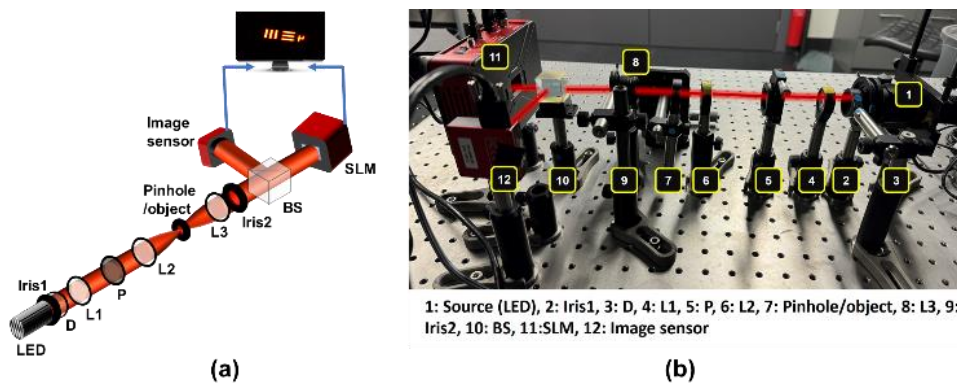 Image
sensor
SLM
Pinhole
/object
BS
Iris2
L3
L2
Iris1
P
L1
D
LED
(a)
11
8
1
12
10
9
7
6
5
4
2
3
1: Source (LED), 2: Iris1, 3: D, 4: L1, 5: P, 6: L2, 7: Pinhole/object, 8: L3, 9:
Iris2, 10: BS, 11:SLM, 12: Image sensor
(b)